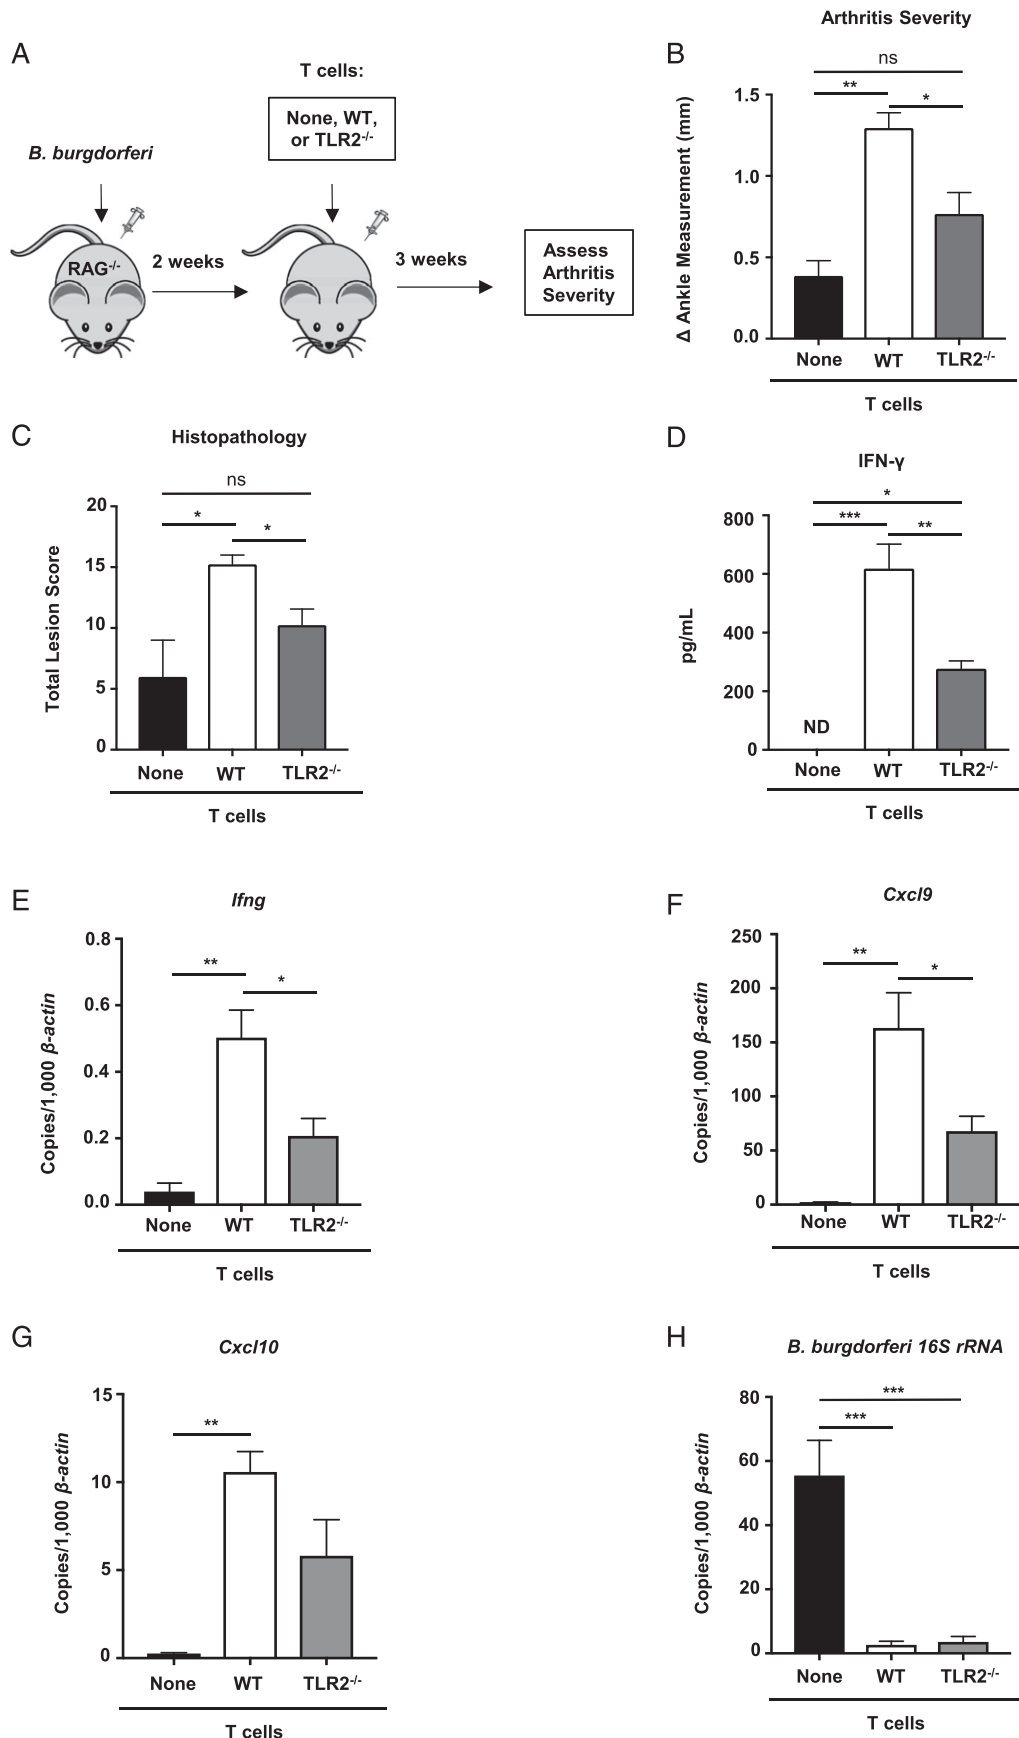 A
T cells:
None, WT,
or TLR2-/-
B. burgdorferi
RAG-/-
2 weeks
3 weeks
Assess
Arthritis
Severity
B
Arthritis Severity
ns
**
*
Δ Ankle Measurement (mm)
1.5
1.0
0.5
0.0
None WT TLR2-/-
T cells
C
Histopathology
ns
*
*
Total Lesion Score
20
15
10
5
0
None WT TLR2-/-
T cells
D
IFN-γ
*
***
**
pg/mL
800
600
400
200
0
ND
None WT TLR2-/-
T cells
E
Ifng
**
*
Copies/1,000 β-actin
0.8
0.6
0.4
0.2
0.0
None WT TLR2-/-
T cells
F
Cxcl9
**
*
Copies/1,000 β-actin
250
200
150
100
50
0
None WT TLR2-/-
T cells
G
Cxcl10
**
Copies/1,000 β-actin
15
10
5
0
None WT TLR2-/-
T cells
H
B. burgdorferi 16S rRNA
***
***
Copies/1,000 β-actin
80
60
40
20
0
None WT TLR2-/-
T cells